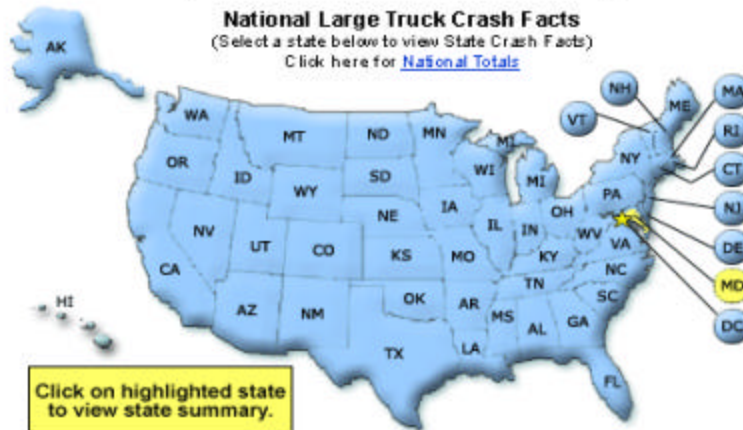 National Large Truck Crash Facts
(Select a state below to view State Crash Facts)
Click here for National Totals
AK
WA
MT
ND
MN
MI
NH
ME
MA
VT
RI
OR
ID
WY
SD
WI
MI
NY
CT
NE
IA
PA
NJ
NV
UT
CO
KS
MO
IL
IN
OH
WV
VA
DE
CA
KY
NC
MD
AZ
NM
OK
AR
TN
SC
DC
HI
TX
LA
MS
AL
GA
FL
Click on highlighted state
to view state summary.